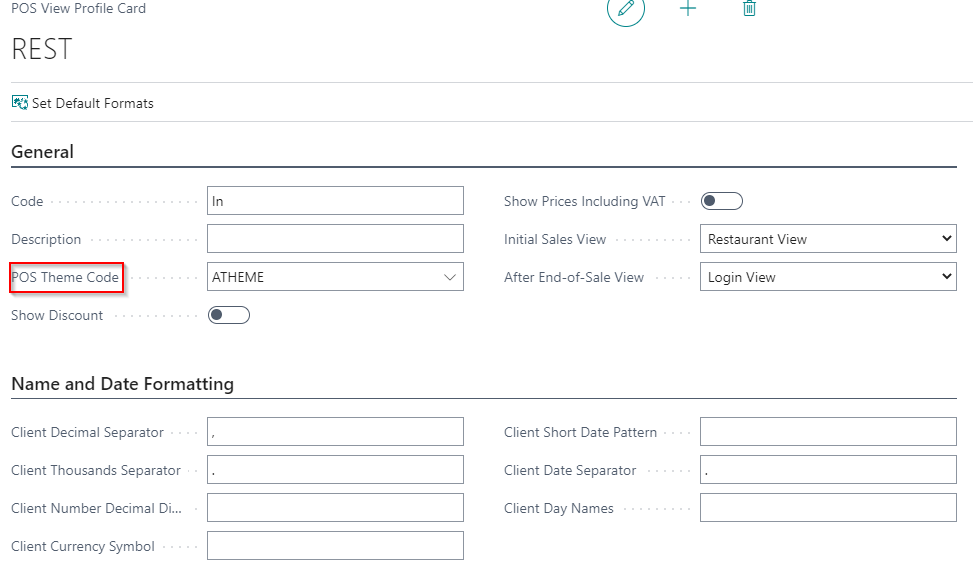 POS View Profile Card
REST
Set Default Formats
General
Code
In
Show Prices Including VAT
Description
Initial Sales View
Restaurant View
POS Theme Code
ATHEME
After End-of-Sale View
Login View
Show Discount
Name and Date Formatting
Client Decimal Separator
,
Client Short Date Pattern
Client Thousands Separator
.
Client Date Separator
.
Client Number Decimal Di...
Client Day Names
Client Currency Symbol